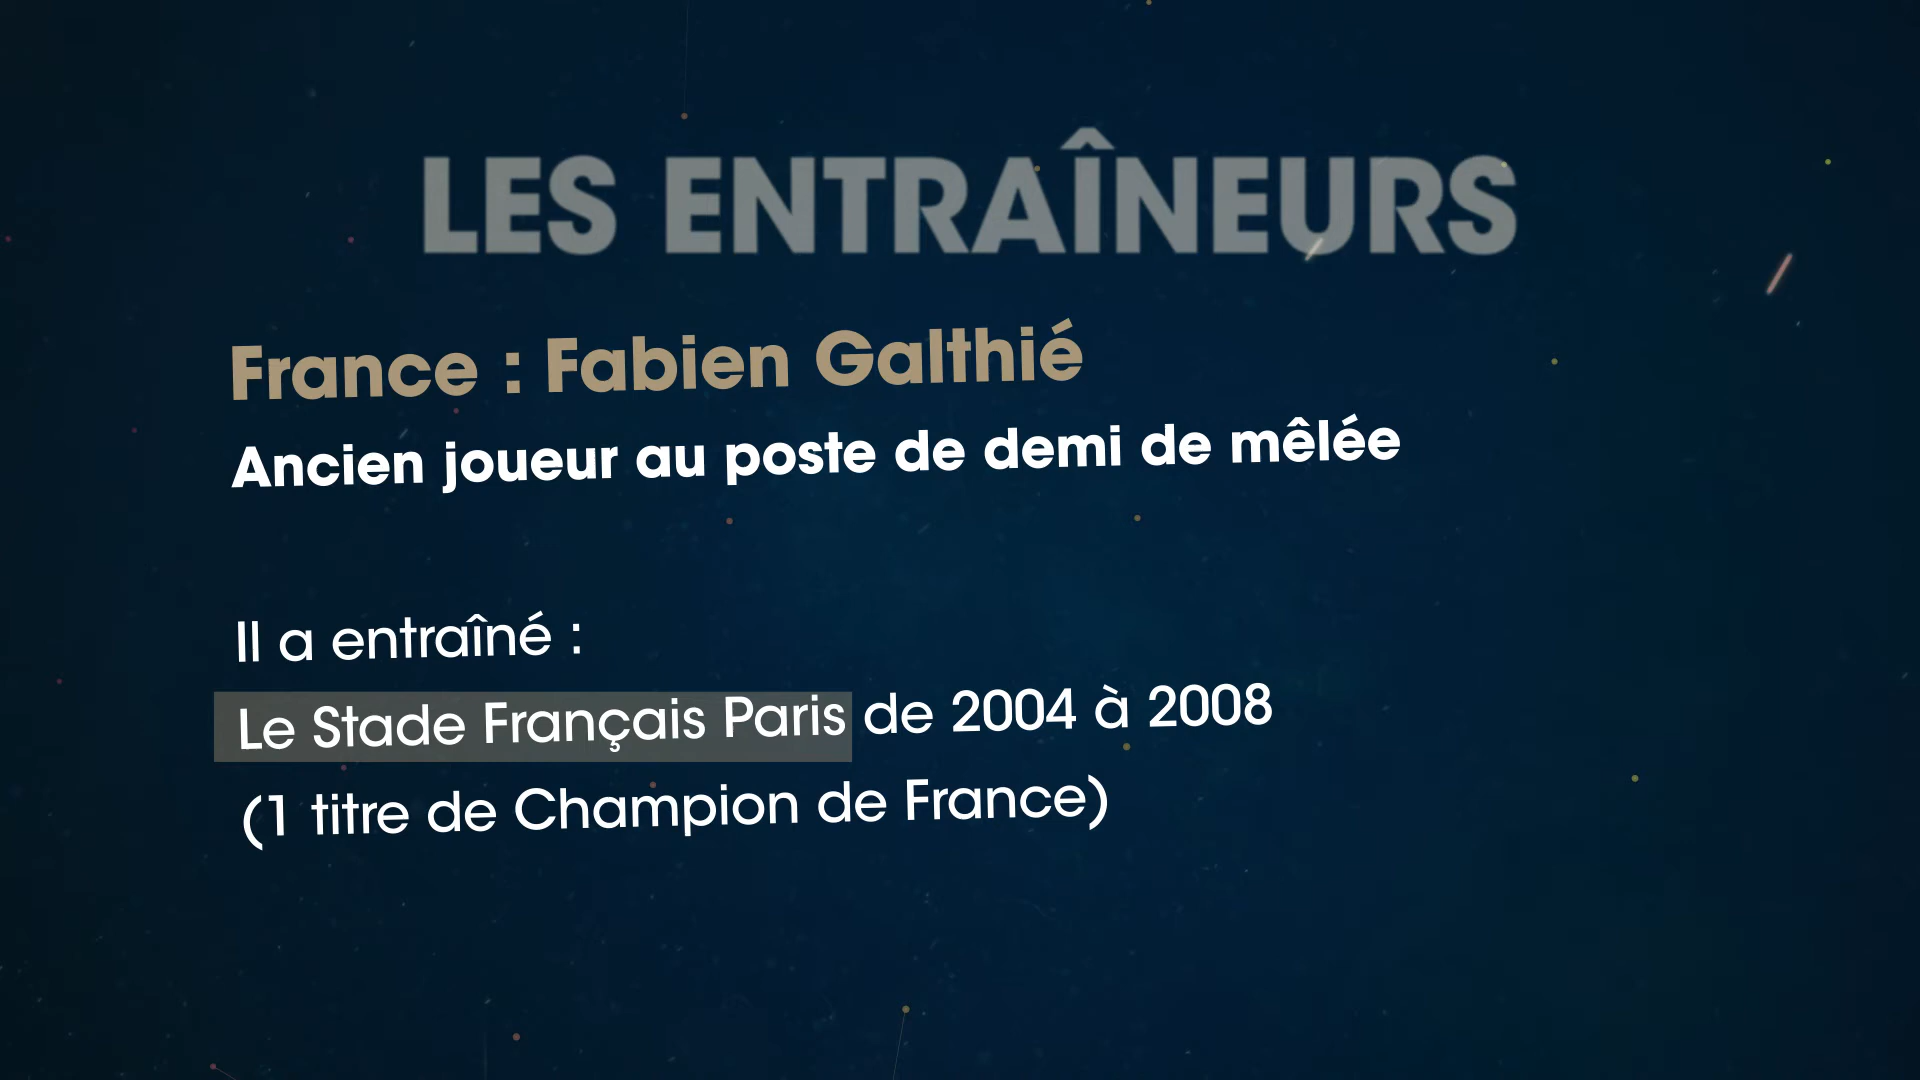 LES ENTRAÎNEURS
France : Fabien Galthié
Ancien joueur au poste de demi de mêlée
Il a entraîné :
Le Stade Français Paris de 2004 à 2008
(1 titre de Champion de France)